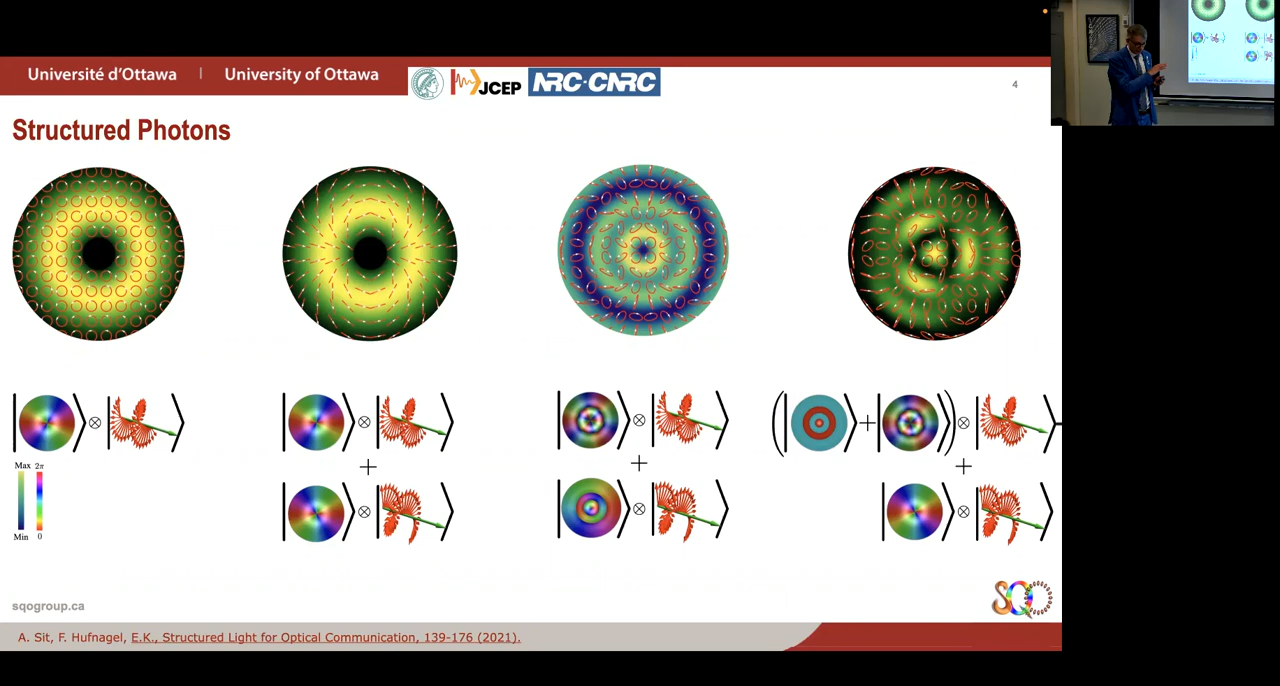 Université d'Ottawa | University of Ottawa
JCEP
NRC·CNRC
4
Structured Photons
Max 2π
Min 0
sqogroup.ca
SQO
A. Sit, F. Hufnagel, E.K., Structured Light for Optical Communication, 139-176 (2021).